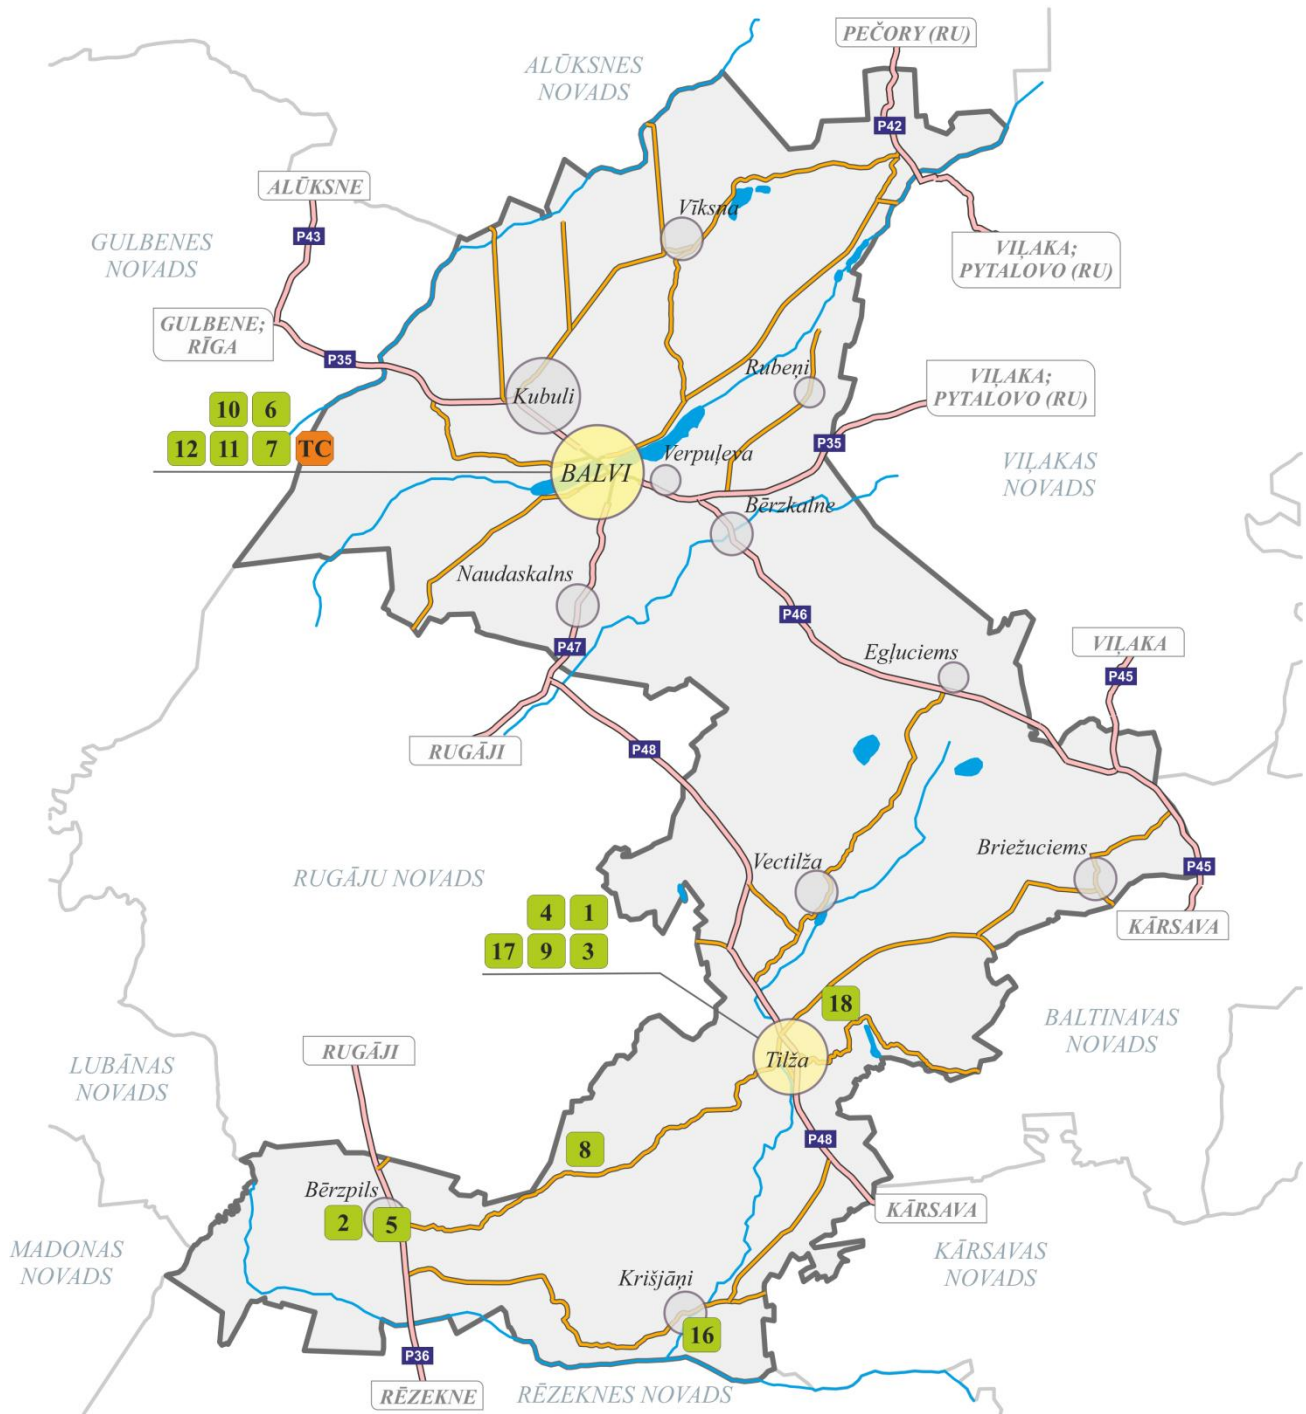 PEČORY (RU)
ALŪKSNES
NOVADS
P42
ALŪKSNE
Vīksna
P43
GULBENES
NOVADS
VIĻAKA;
PYTALOVO (RU)
GULBENE;
RĪGA
P35
Rubeņi
VIĻAKA;
PYTALOVO (RU)
Kubuli
10 6
12 11 7 TC
P35
Verpuļeva
BALVI
VIĻAKAS
NOVADS
Bērzkalne
Naudaskalns
P46
P47
Egļuciems
VIĻAKA
P45
RUGĀJI
P48
Vectilža
Briežuciems
P45
RUGĀJU NOVADS
4 1
17 9 3
KĀRSAVA
18
BALTINAVAS
NOVADS
RUGĀJI
LUBĀNAS
NOVADS
Tilža
P48
8
Bērzpils
2 5
KĀRSAVA
MADONAS
NOVADS
KĀRSAVAS
NOVADS
Krišjāņi
16
P36
RĒZEKNE
RĒZEKNES NOVADS